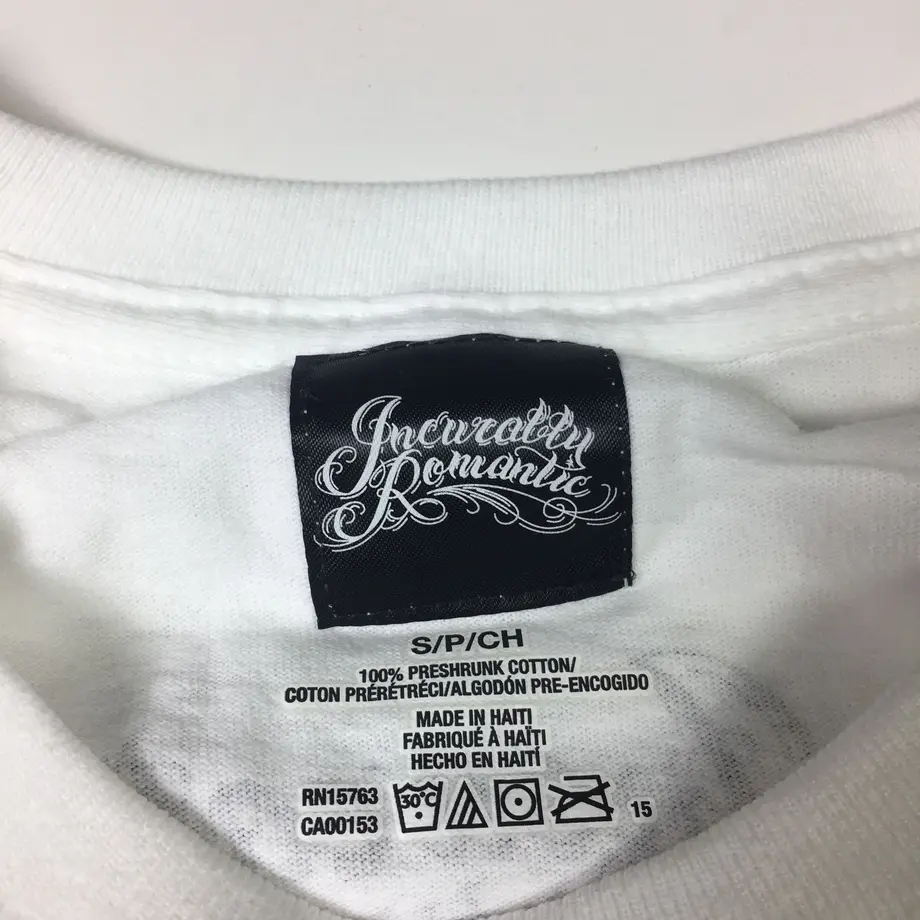 Incurably
Romantic
S/P/CH
100% PRESHRUNK COTTON/
COTON PRÉRÉTRÉCI/ALGODÓN PRE-ENCOGIDO
MADE IN HAITI
FABRIQUÉ À HAÏTI
HECHO EN HAITÍ
RN15763
30°C
CA00153
15